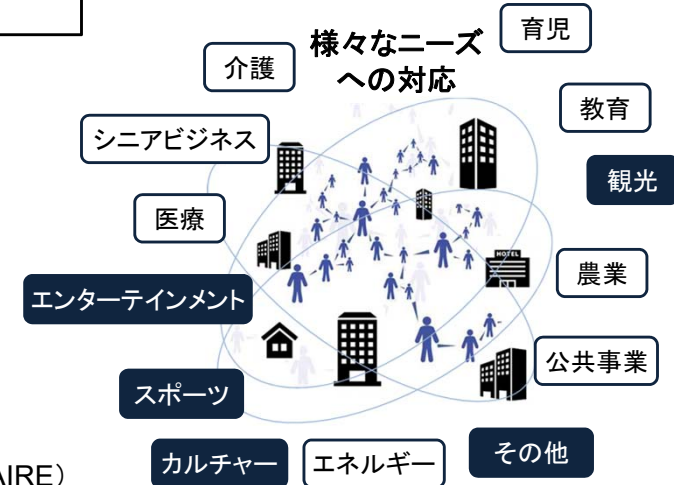 様々なニーズ
への対応
育児
介護
教育
シニアビジネス
観光
医療
HOTEL
農業
エンターテインメント
公共事業
スポーツ
その他
カルチャー
エネルギー
AIRE）